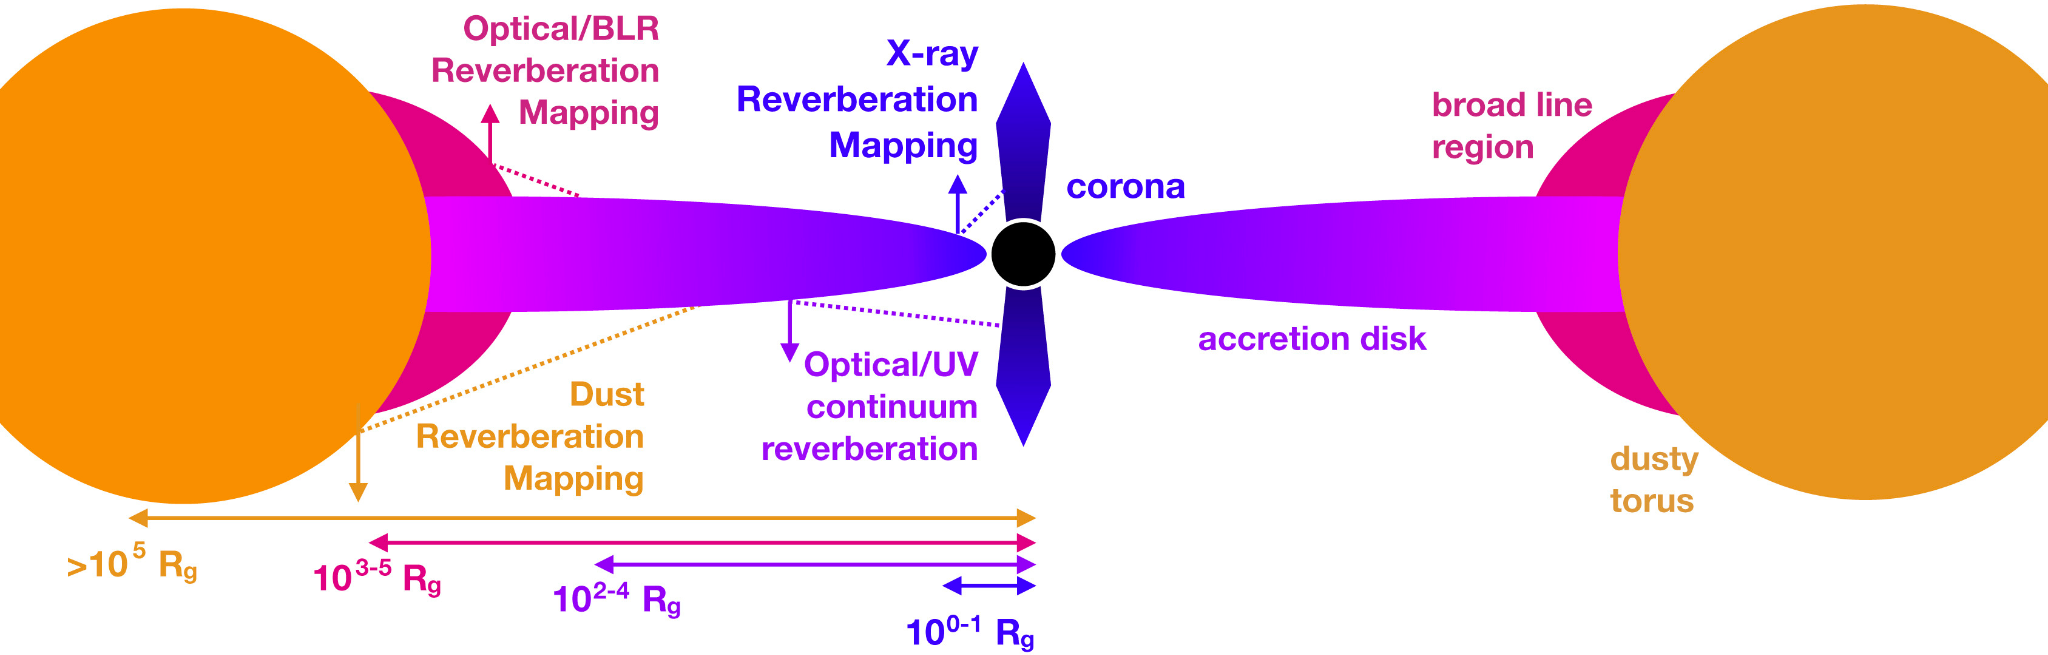 Optical/BLR
Reverberation
Mapping
X-ray
Reverberation
Mapping
corona
broad line
region
accretion disk
Optical/UV
continuum
reverberation
Dust
Reverberation
Mapping
dusty
torus
>10⁵ Rg
10³⁻⁵ Rg
10²⁻⁴ Rg
10⁰⁻¹ Rg